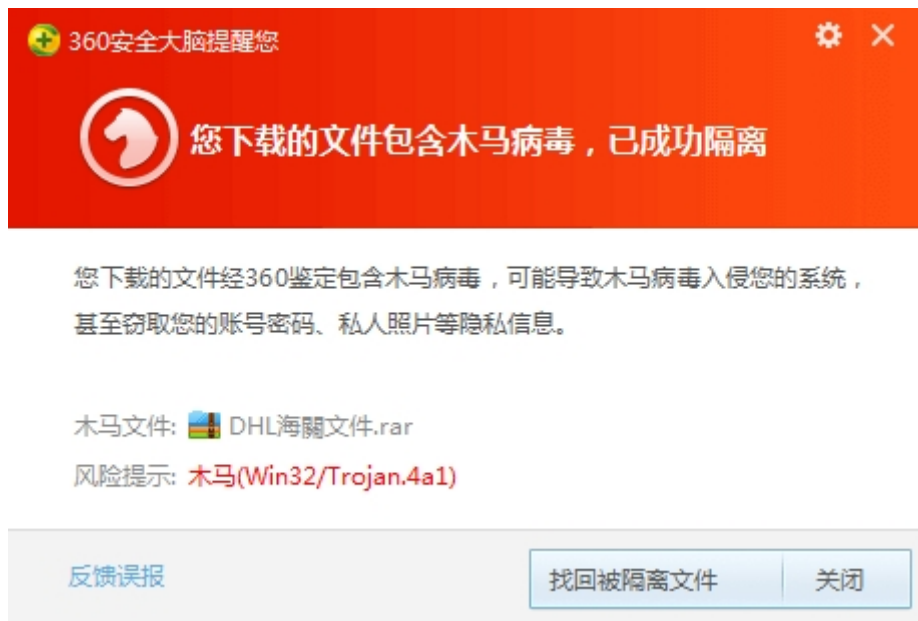 360安全大脑提醒您
您下载的文件包含木马病毒，已成功隔离
您下载的文件经360鉴定包含木马病毒，可能导致木马病毒入侵您的系统，
甚至窃取您的账号密码、私人照片等隐私信息。
木马文件: DHL海關文件.rar
风险提示: 木马(Win32/Trojan.4a1)
反馈误报 找回被隔离文件 关闭